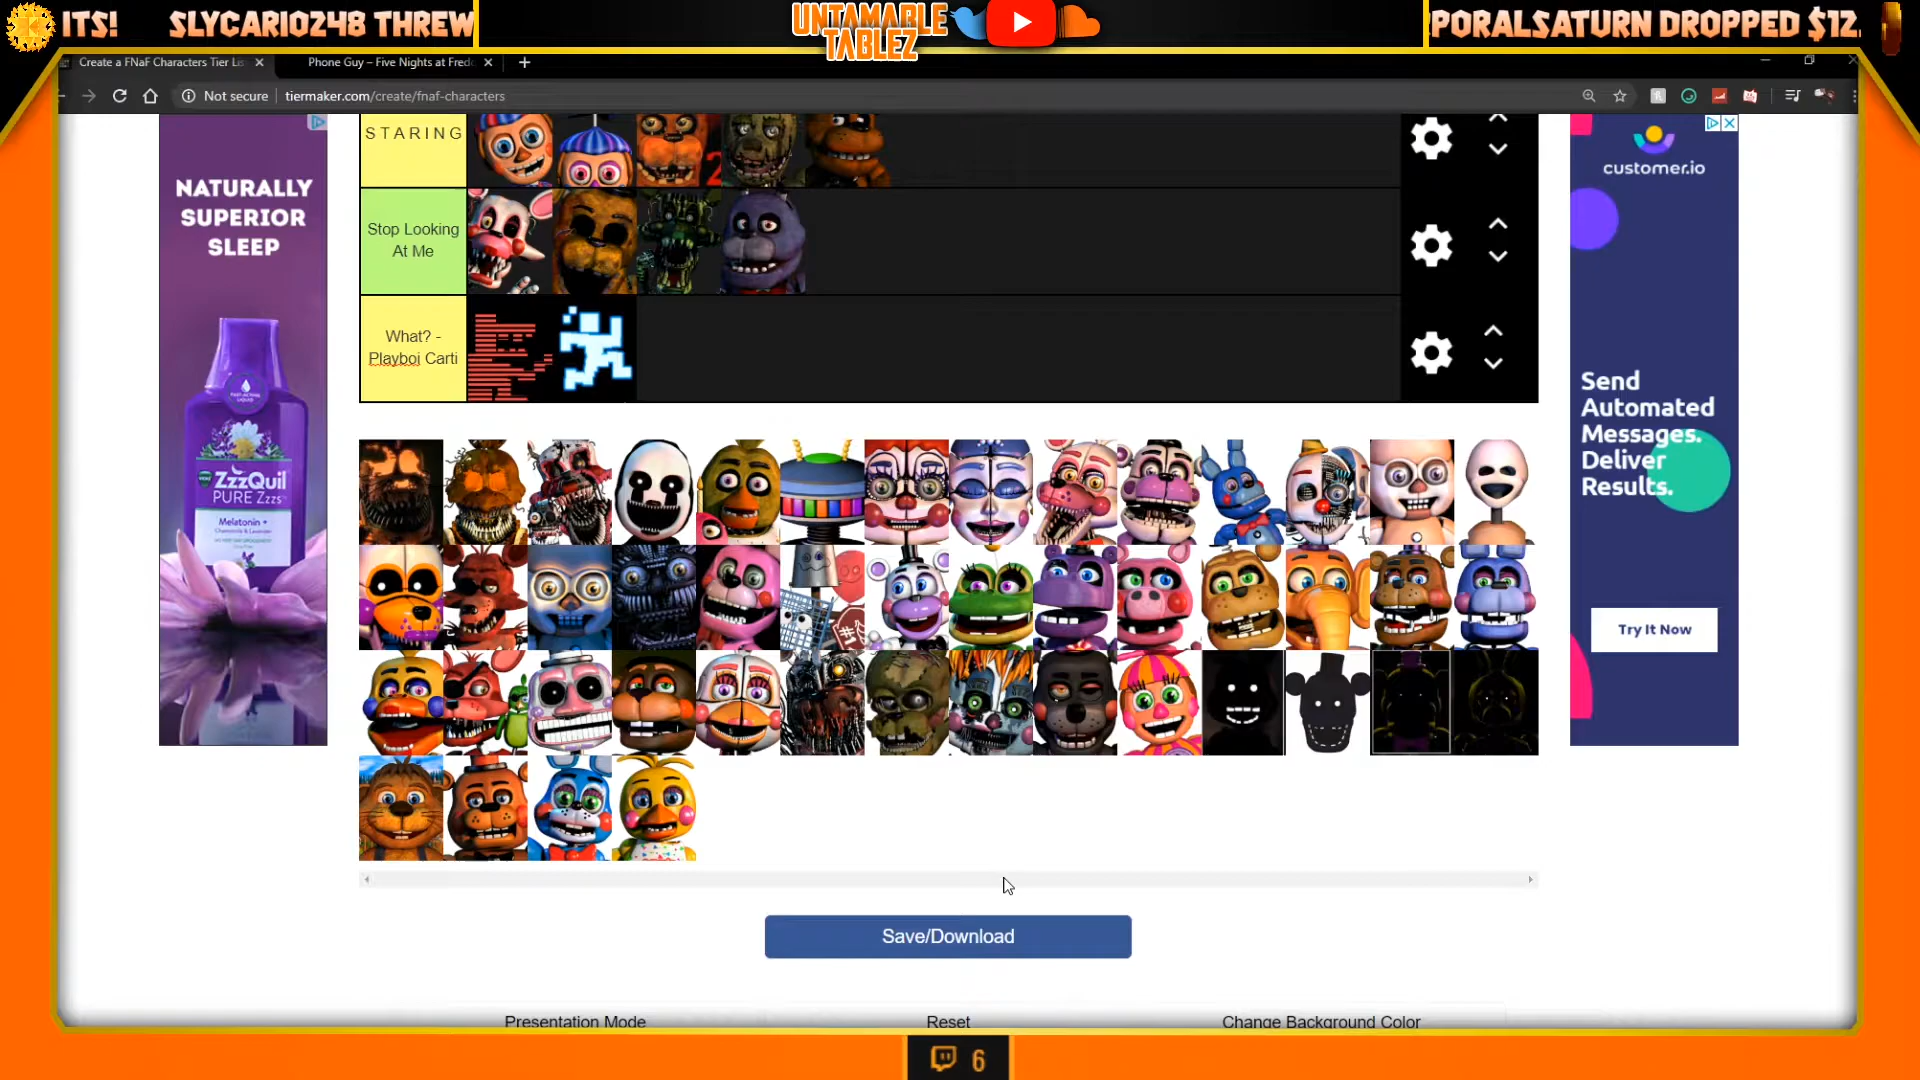 ITS! SLYCARIOZ48 THREW
UNTAMABLE
TABLEZ
PORALSATURN DROPPED $12.
Create a FNaF Characters Tier Lis
Phone Guy – Five Nights at Fredd
Not secure
tiermaker.com/create/fnaf-characters
NATURALLY
SUPERIOR
SLEEP
ZzzQuil
PURE Zzzs
Melatonin +
STARING
2
Stop Looking
At Me
What? -
Playboi Carti
#1
customer.io
Send
Automated
Messages.
Deliver
Results.
Try It Now
Save/Download
Presentation Mode
Reset
Change Background Color
6